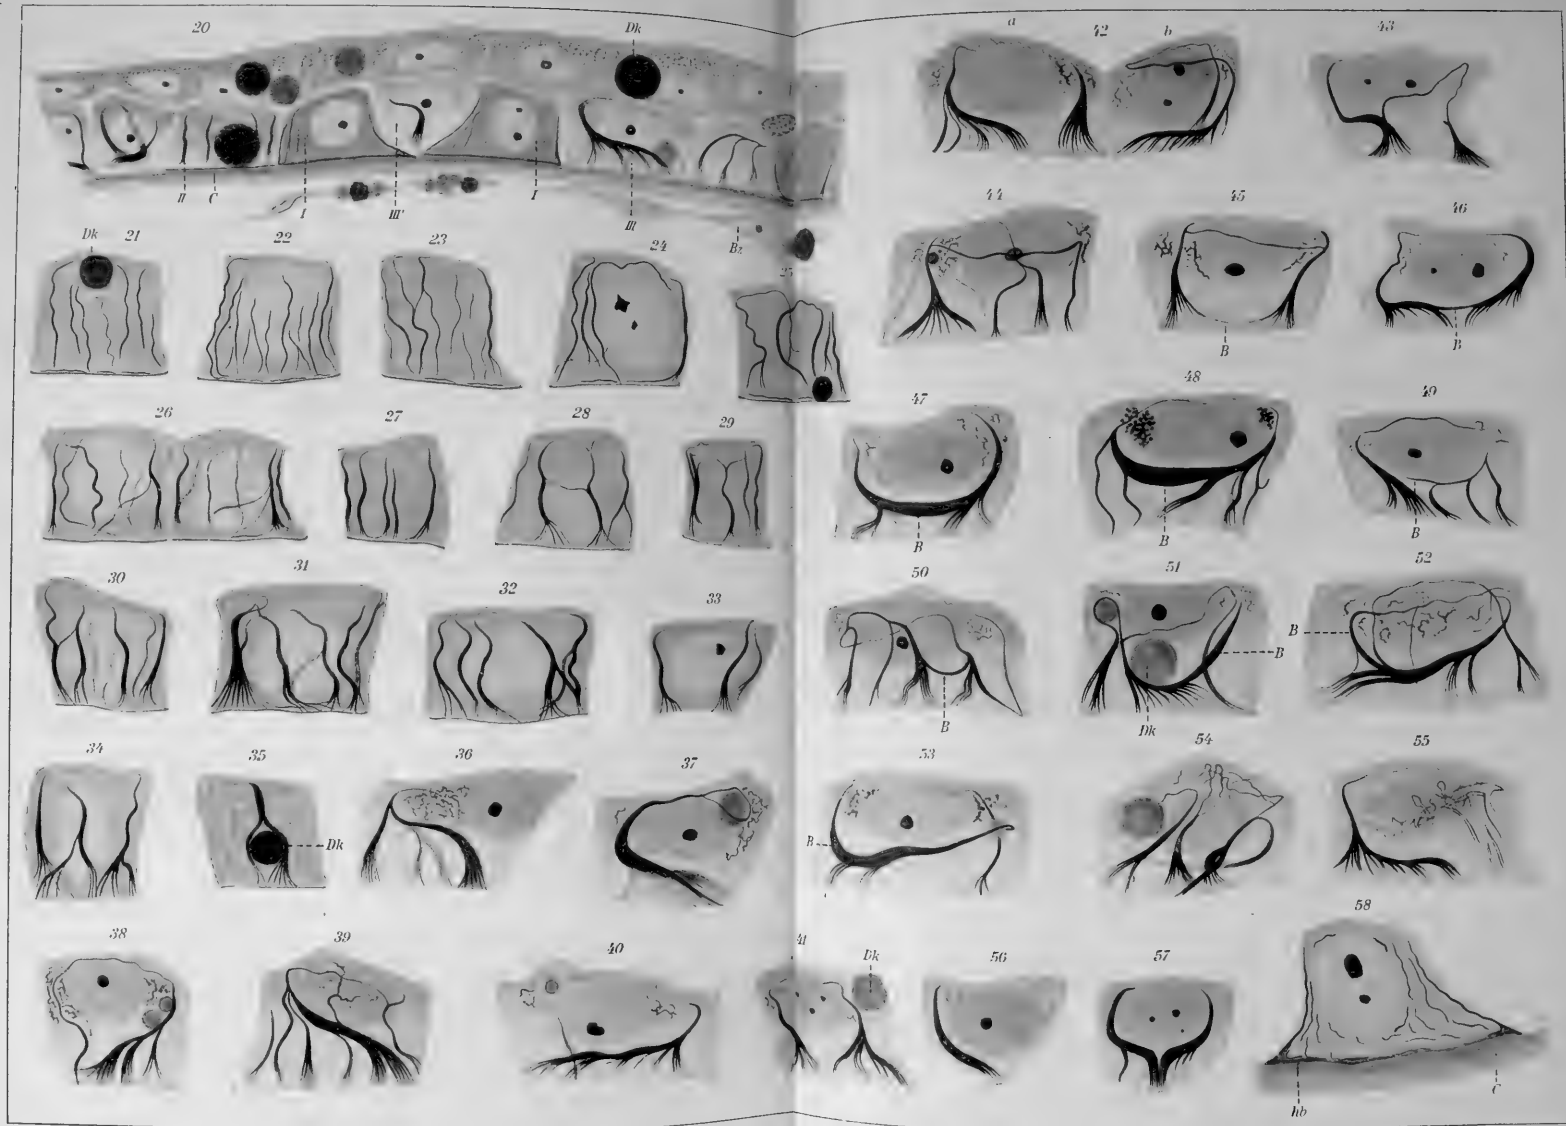 20 Dk
II C I III' I III Bz
Dk 21 22 23 24 25
26 27 28 29
30 31 32 33
34 35 36 37
Dk
38 39 40 41 Dk 56 57 58
a 42 b 43
44 45 46
B B
47 48 49
B B B
50 51 52
B B
B Dk
53 54 55
B
hb C